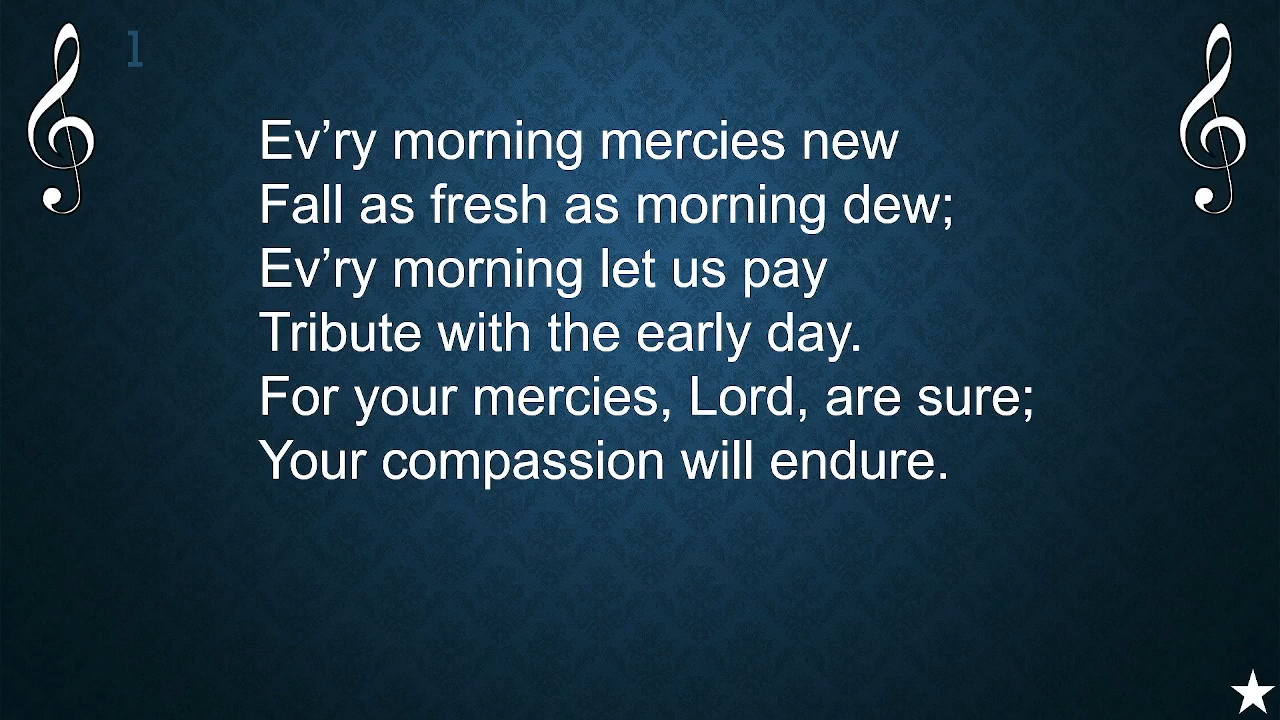 1
Ev’ry morning mercies new
Fall as fresh as morning dew;
Ev’ry morning let us pay
Tribute with the early day.
For your mercies, Lord, are sure;
Your compassion will endure.